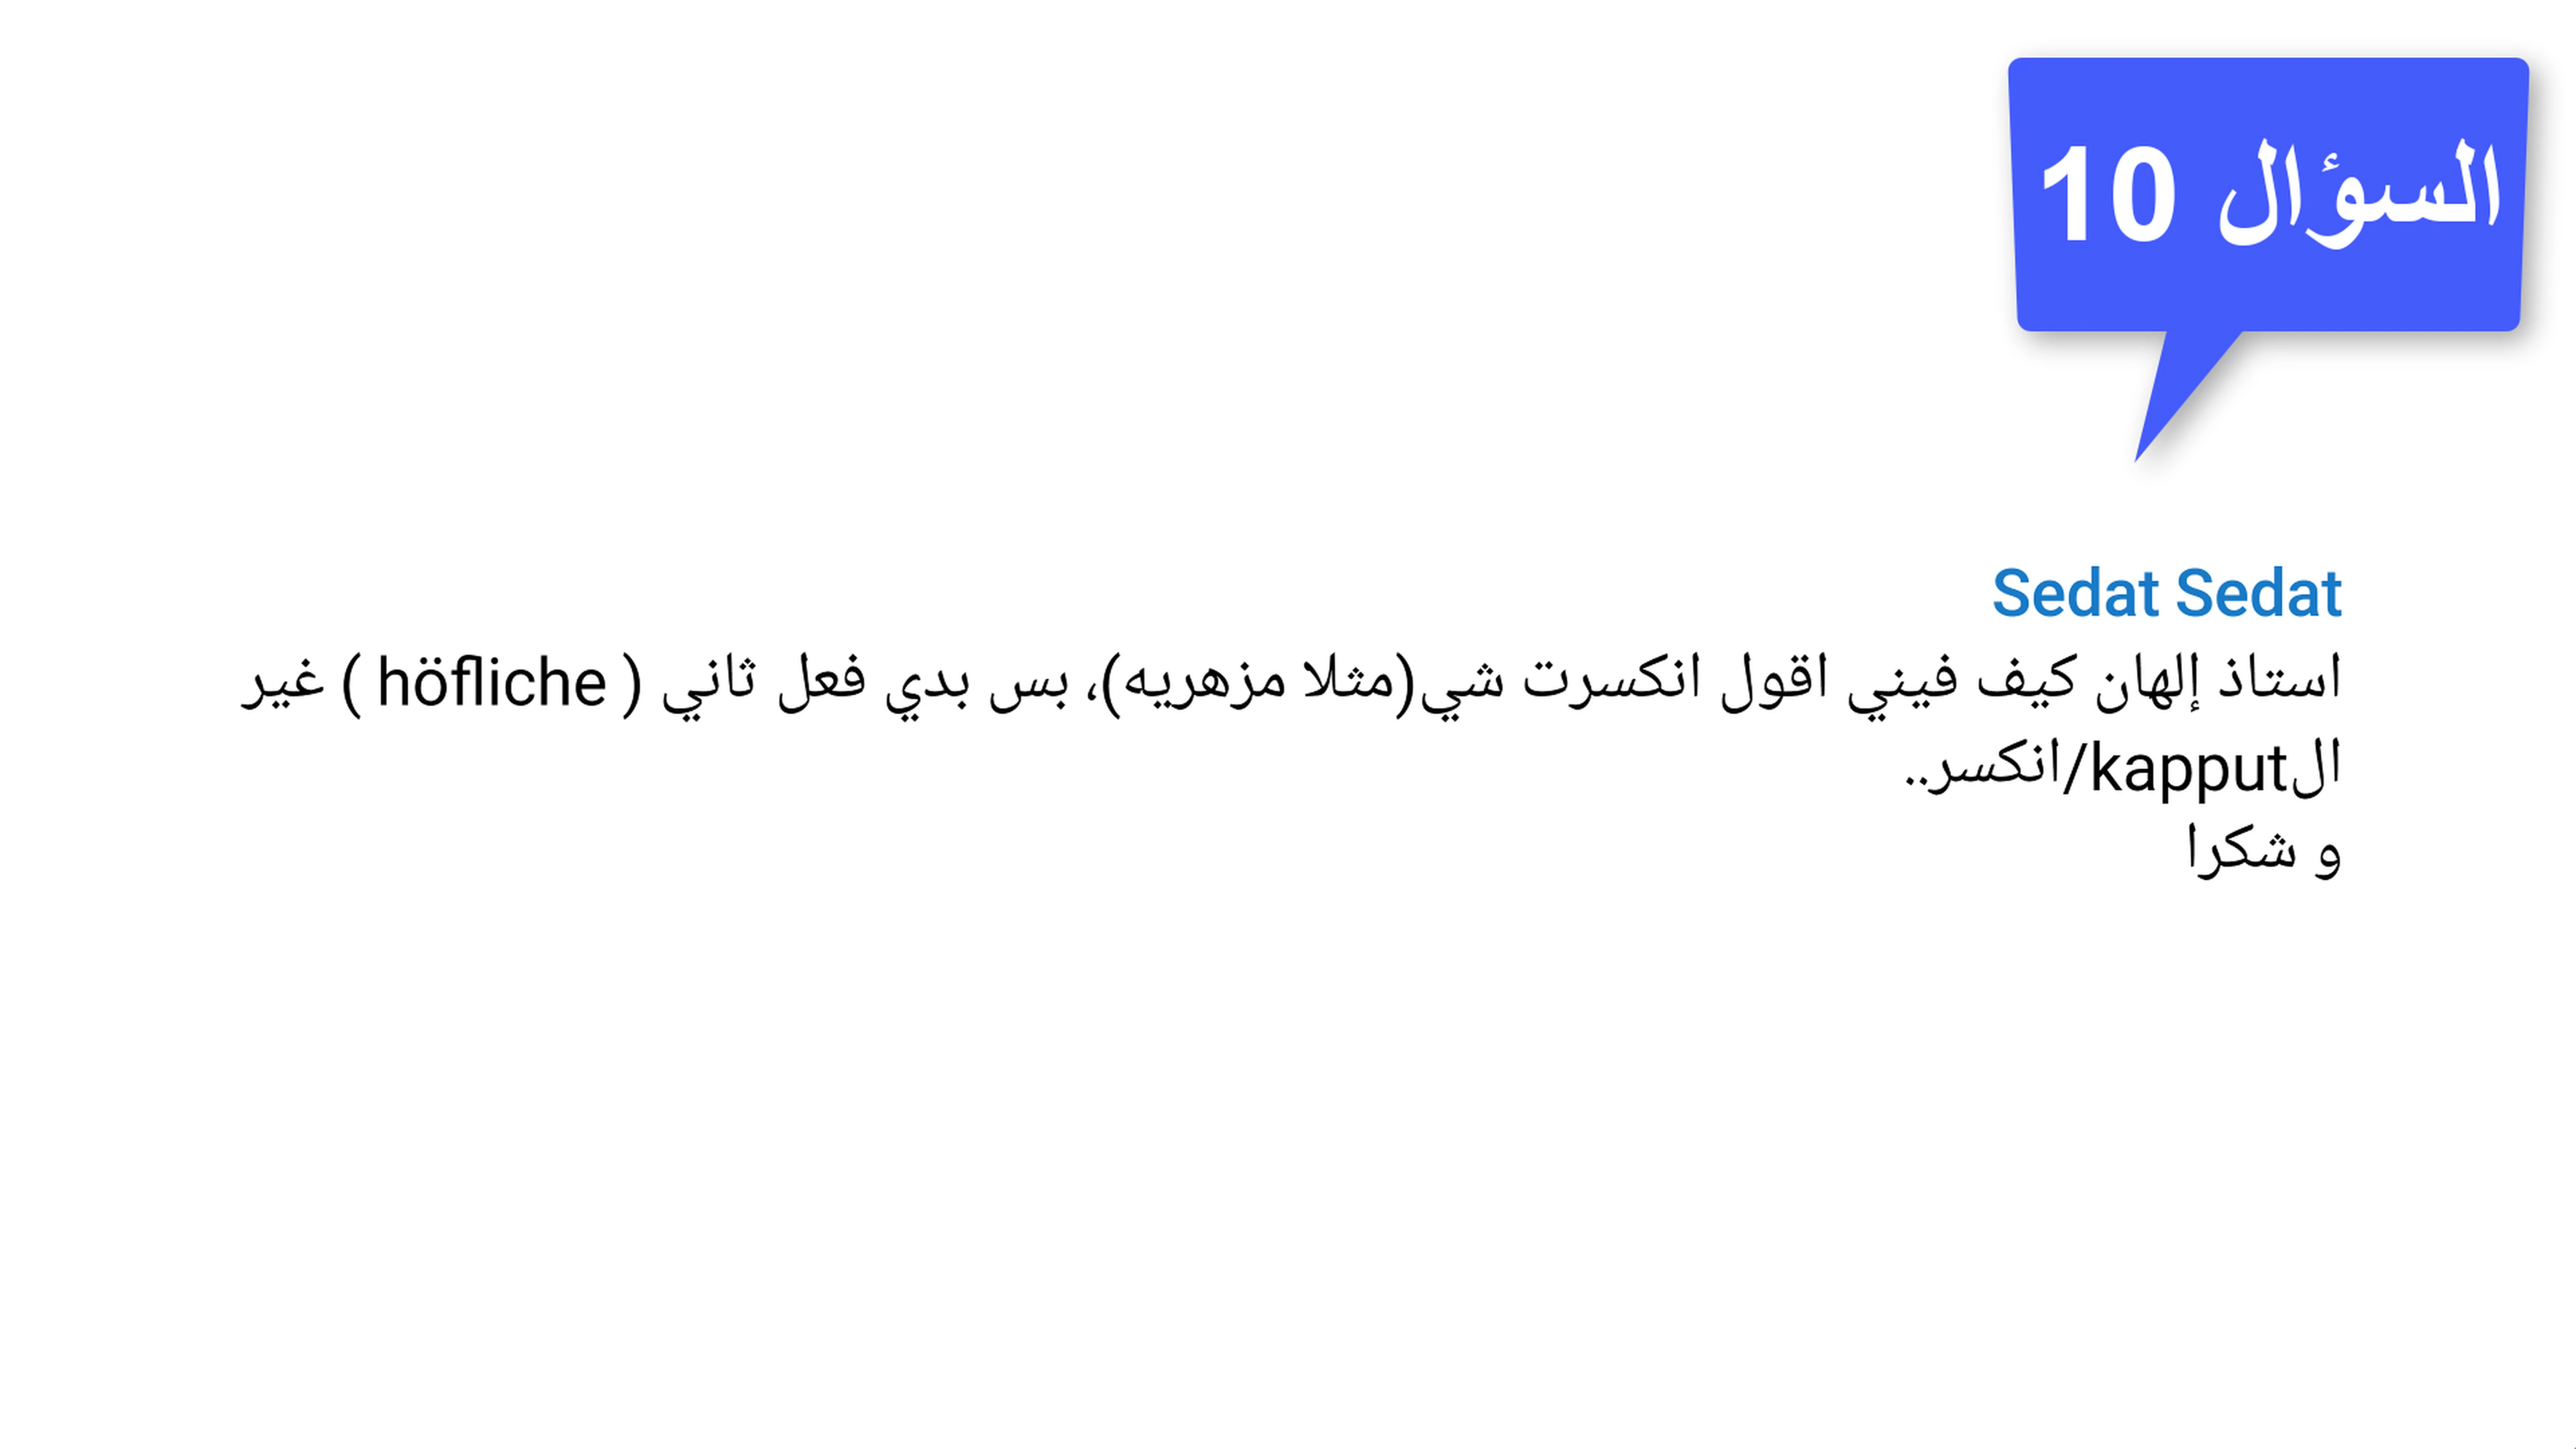 السؤال 10
Sedat Sedat
استاذ إلهان كيف فيني اقول انكسرت شي(مثلا مزهريه)، بس بدي فعل ثاني ( höfliche ) غير
الkapput/انكسر..
و شكرا